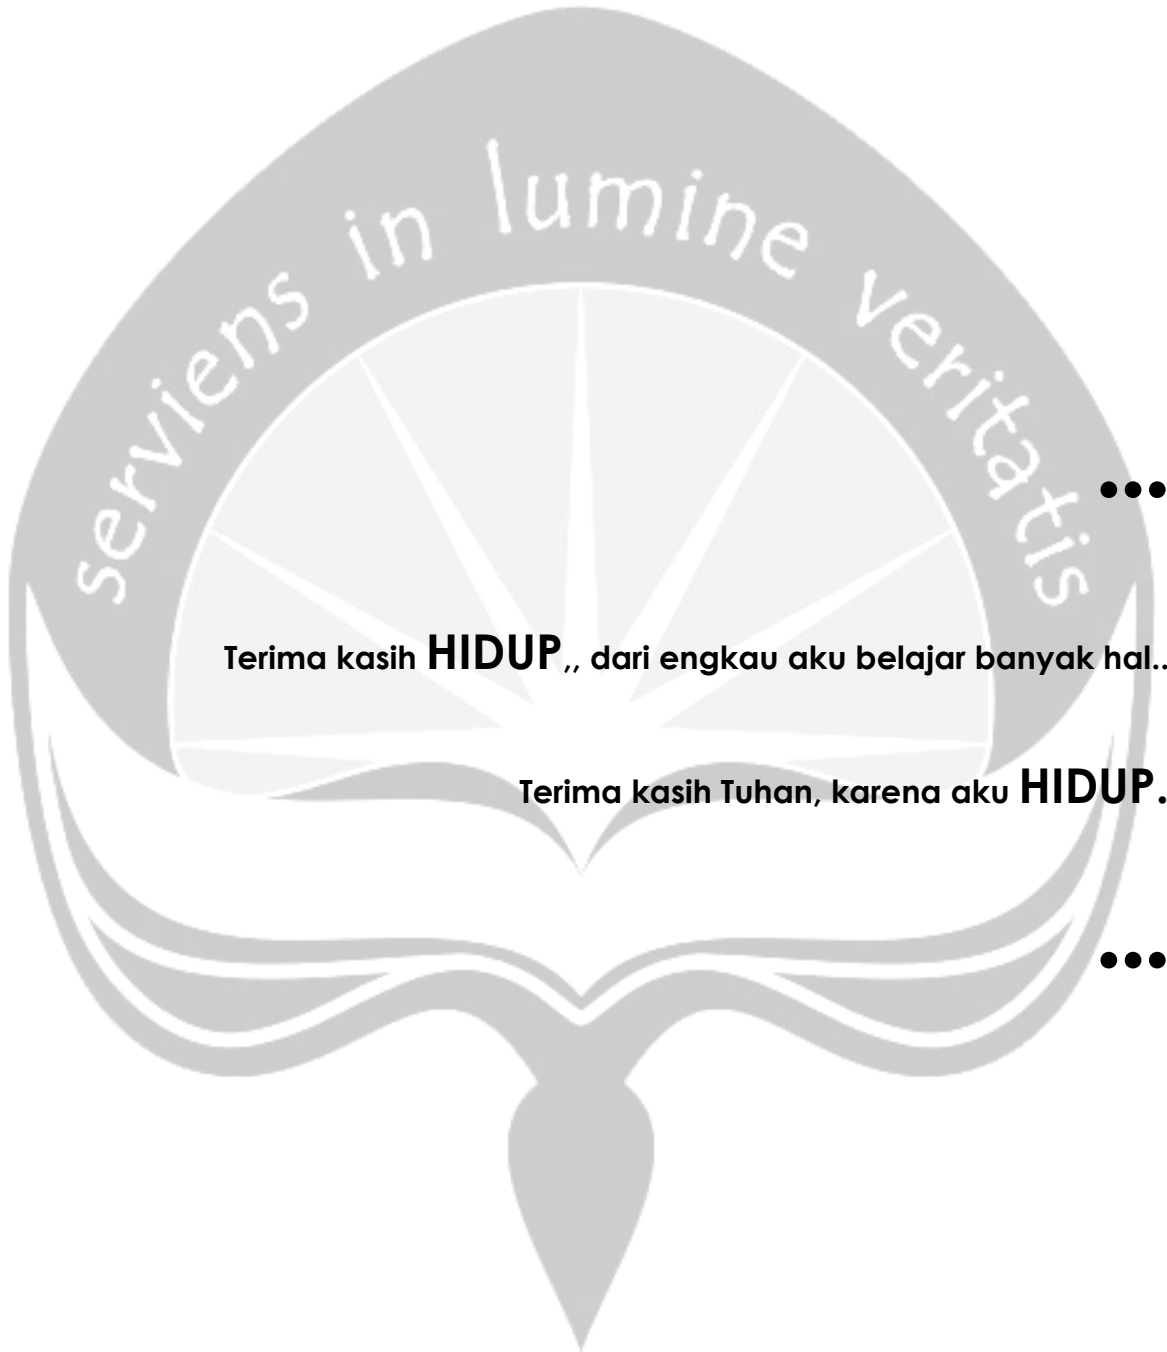 serviens in lumine veritatis
•••
Terima kasih HIDUP,, dari engkau aku belajar banyak hal..
Terima kasih Tuhan, karena aku HIDUP.
•••